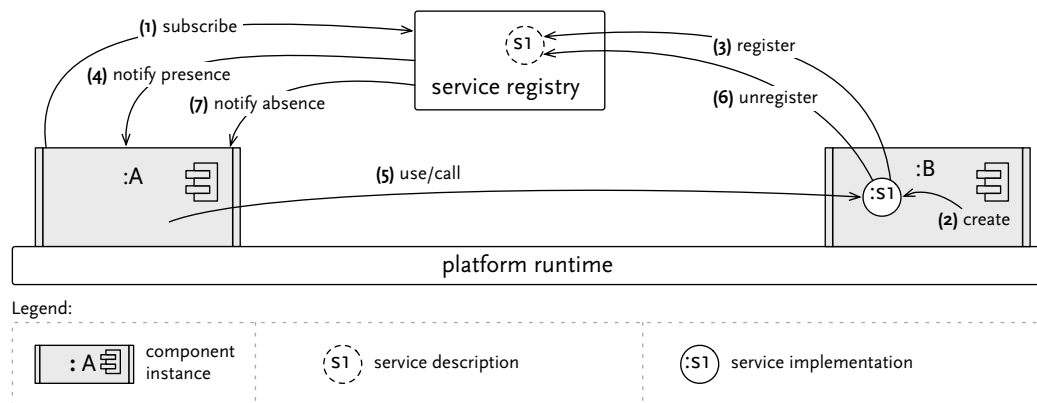 (1) subscribe
s1
(3) register
(4) notify presence
service registry
(7) notify absence
(6) unregister
:A
(5) use/call
:B
:s1
(2) create
platform runtime
Legend:
: A
component
instance
s1
service description
:s1
service implementation